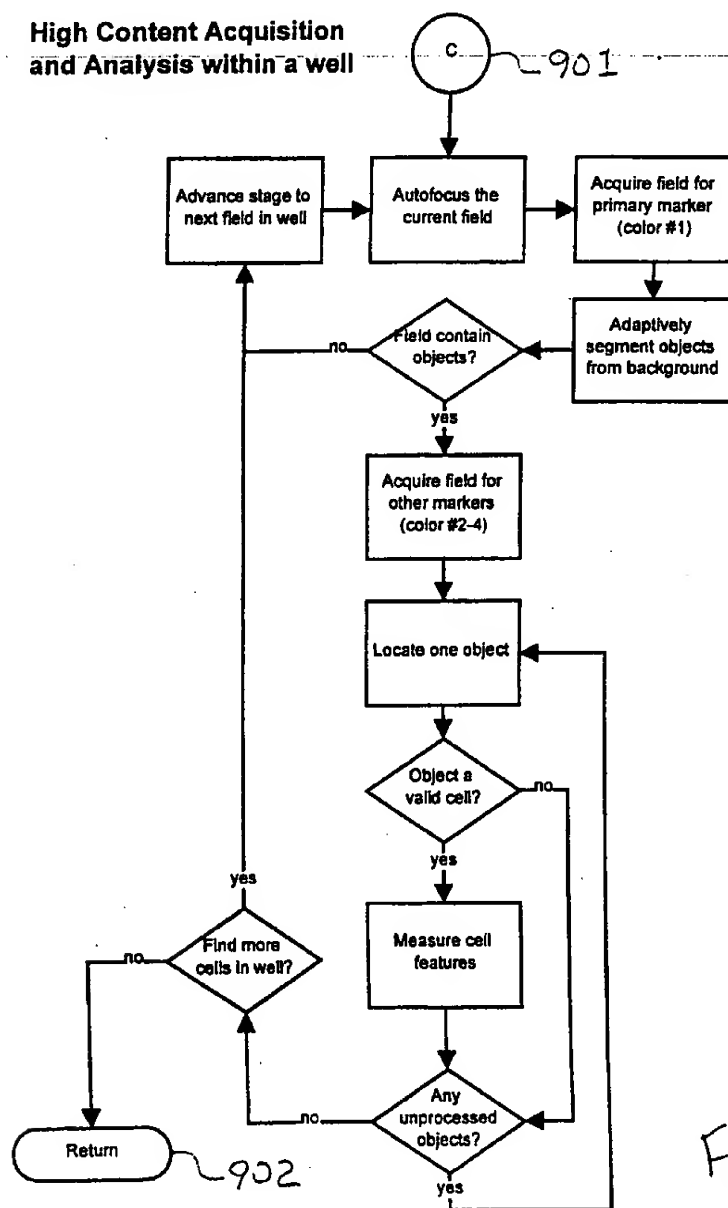 High Content Acquisition
and Analysis within a well
C
901
Advance stage to
next field in well
Autofocus the
current field
Acquire field for
primary marker
(color #1)
Field contain
objects?
Adaptively
segment objects
from background
no
yes
Acquire field for
other markers
(color #2-4)
Locate one object
Object a
valid cell?
no
yes
yes
Measure cell
features
Find more
cells in well?
no
Any
unprocessed
objects?
no
Return
902
yes
F